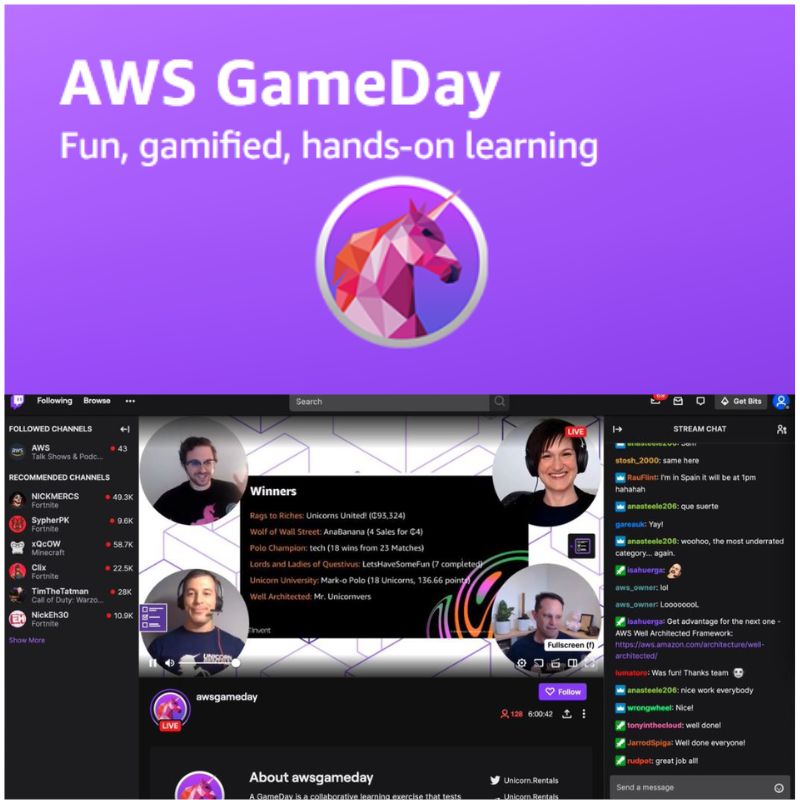 AWS GameDay
Fun, gamified, hands-on learning
Following Browse
Search
Get Bits
FOLLOWED CHANNELS
AWS
Talk Shows & Podc...
43
RECOMMENDED CHANNELS
NICKMERCS
Fortnite
49.3K
SypherPK
Fortnite
9.6K
xQcOW
Minecraft
58.7K
Clix
Fortnite
22.5K
TimTheTatman
Call of Duty: Warzo...
28K
NickEh30
Fortnite
10.9K
Show More
LIVE
Winners
Rags to Riches: Unicorns United! (₢93,324)
Wolf of Wall Street: AnaBanana (4 Sales for ₢4)
Polo Champion: tech (18 wins from 23 Matches)
Lords and Ladies of Questivus: LetsHaveSomeFun (7 completed)
Unicorn University: Mark-o Polo (18 Unicorns, 136.66 points)
Well Architected: Mr. Unicornvers
UNICORN
Fullscreen (f)
awsgameday
LIVE
Follow
128 6:00:42
About awsgameday
A GameDay is a collaborative learning exercise that tests
Unicorn.Rentals
Unicorn.Rentals
STREAM CHAT
stosh_2000: same here
RauFlint: I'm in Spain it will be at 1pm
hahahah
anasteele206: que suerte
gareauk: Yay!
anasteele206: woohoo, the most underrated
category... again.
isahuerga:
aws_owner: lol
aws_owner: LooooooooL
isahuerga: Get advantage for the next one -
AWS Well Architected Framework:
https://aws.amazon.com/architecture/well-
architected/
lumatoro: Was fun! Thanks team
anasteele206: nice work everybody
wrongwheel: Nice!
tonyinthecloud: well done!
JarrodSpiga: Well done everyone!
rudpot: great job all!
Send a message